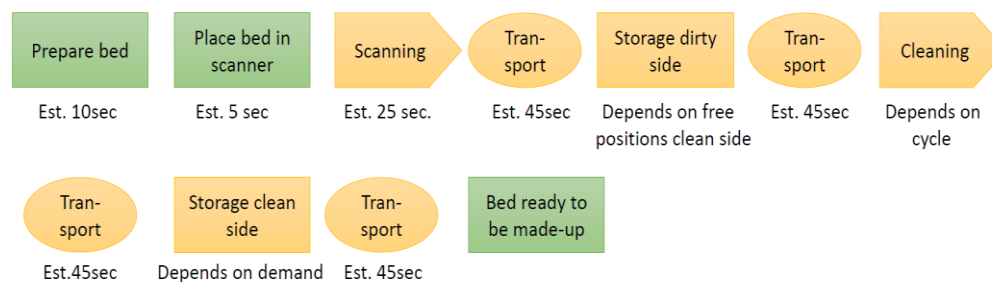 Prepare bed
Place bed in
scanner
Scanning
Tran-
sport
Storage dirty
side
Tran-
sport
Cleaning
Est. 10sec
Est. 5 sec
Est. 25 sec.
Est. 45sec
Depends on free
positions clean side
Est. 45sec
Depends on
cycle
Tran-
sport
Storage clean
side
Tran-
sport
Bed ready to
be made-up
Est.45sec
Depends on demand
Est. 45sec